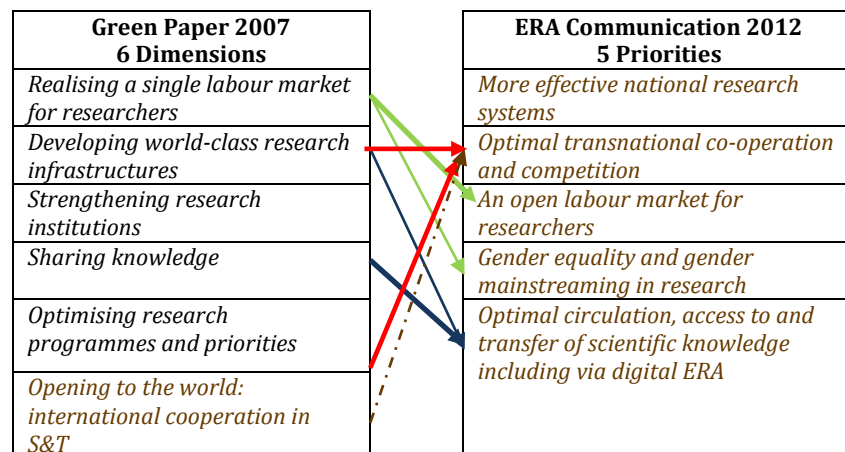 Green Paper 2007
6 Dimensions
Realising a single labour market
for researchers
Developing world-class research
infrastructures
Strengthening research
institutions
Sharing knowledge
Optimising research
programmes and priorities
Opening to the world:
international cooperation in
S&T
ERA Communication 2012
5 Priorities
More effective national research
systems
Optimal transnational co-operation
and competition
An open labour market for
researchers
Gender equality and gender
mainstreaming in research
Optimal circulation, access to and
transfer of scientific knowledge
including via digital ERA